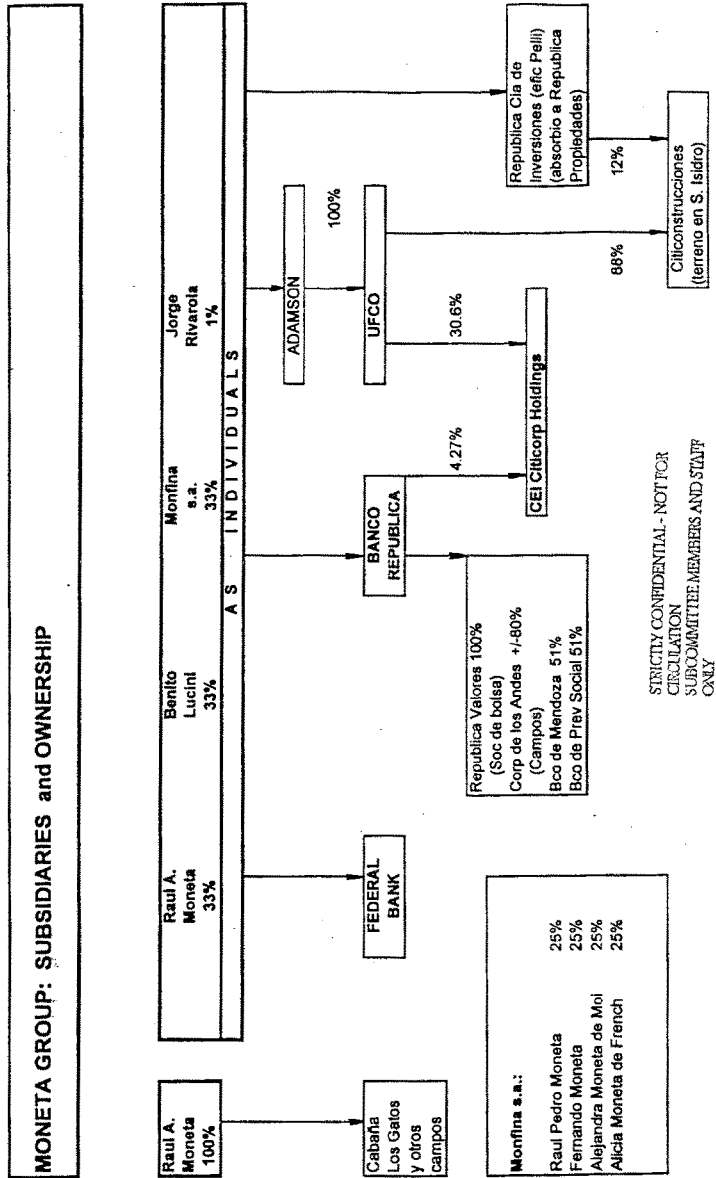 MONETA GROUP: SUBSIDIARIES and OWNERSHIP
Raul A.
Moneta
100%
Raul A.
Moneta
33%
Benito
Lucini
33%
Monfina
s.a.
33%
Jorge
Rivarola
1%
AS INDIVIDUALS
Cabaña
Los Gatos
y otros
campos
FEDERAL
BANK
BANCO
REPUBLICA
ADAMSON
100%
UFCO
4.27%
30.6%
CEI Citicorp Holdings
Republica Cia de
Inversiones (efic Pelli)
(absorbio a Republica
Propiedades)
88%
12%
Citiconstrucciones
(terreno en S. Isidro)
Republica Valores 100%
(Soc de bolsa)
Corp de los Andes +/-80%
(Campos)
Bco de Mendoza 51%
Bco de Prev Social 51%
Monfina s.a.:
Raul Pedro Moneta 25%
Fernando Moneta 25%
Alejandra Moneta de Moi 25%
Alicia Moneta de French 25%
STRICTLY CONFIDENTIAL - NOT FOR
CIRCULATION
SUBCOMMITTEE MEMBERS AND STAFF
ONLY